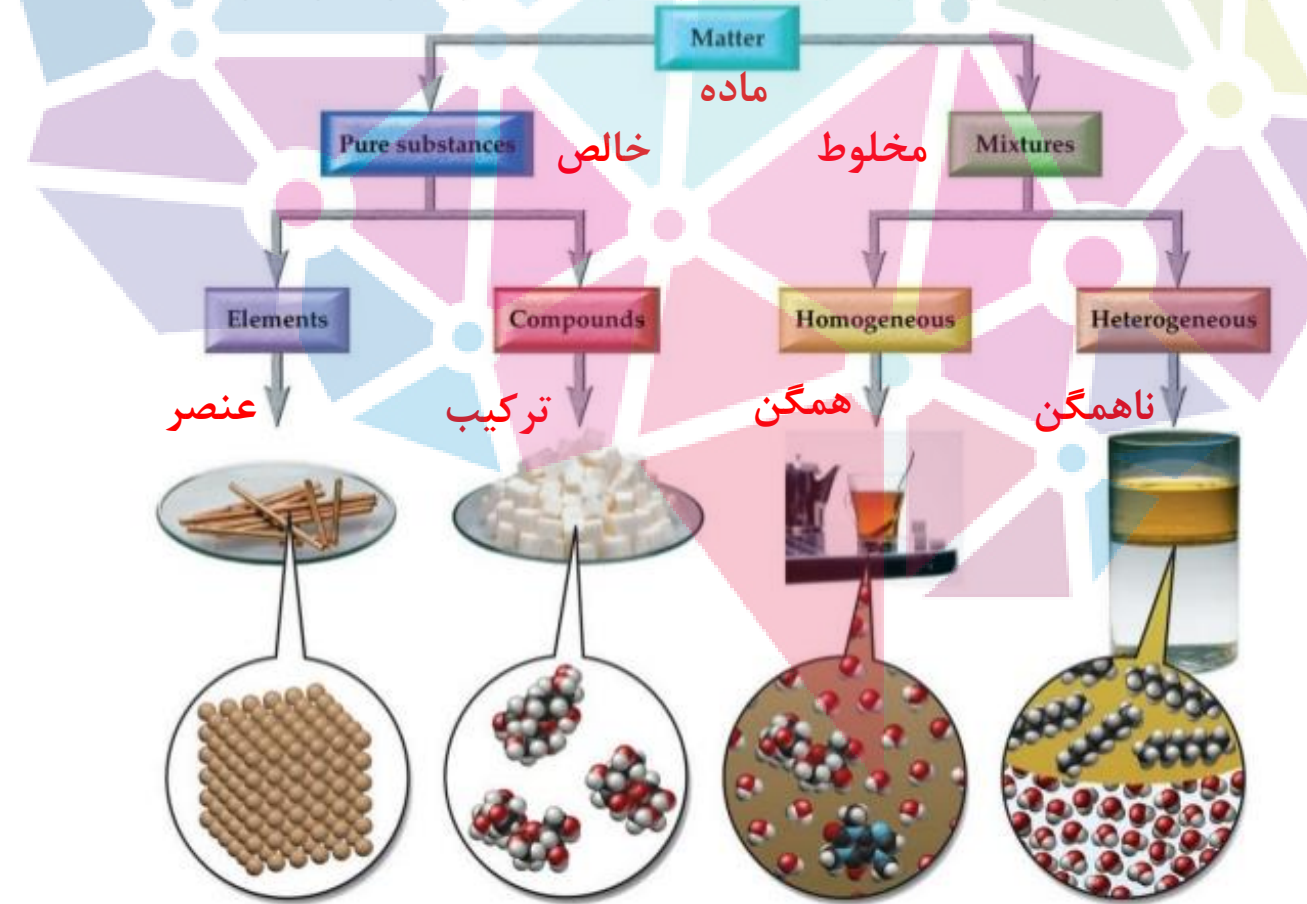 Matter
ماده
Pure substances
خالص
مخلوط
Mixtures
Elements
Compounds
Homogeneous
Heterogeneous
عنصر
ترکیب
همگن
ناهمگن